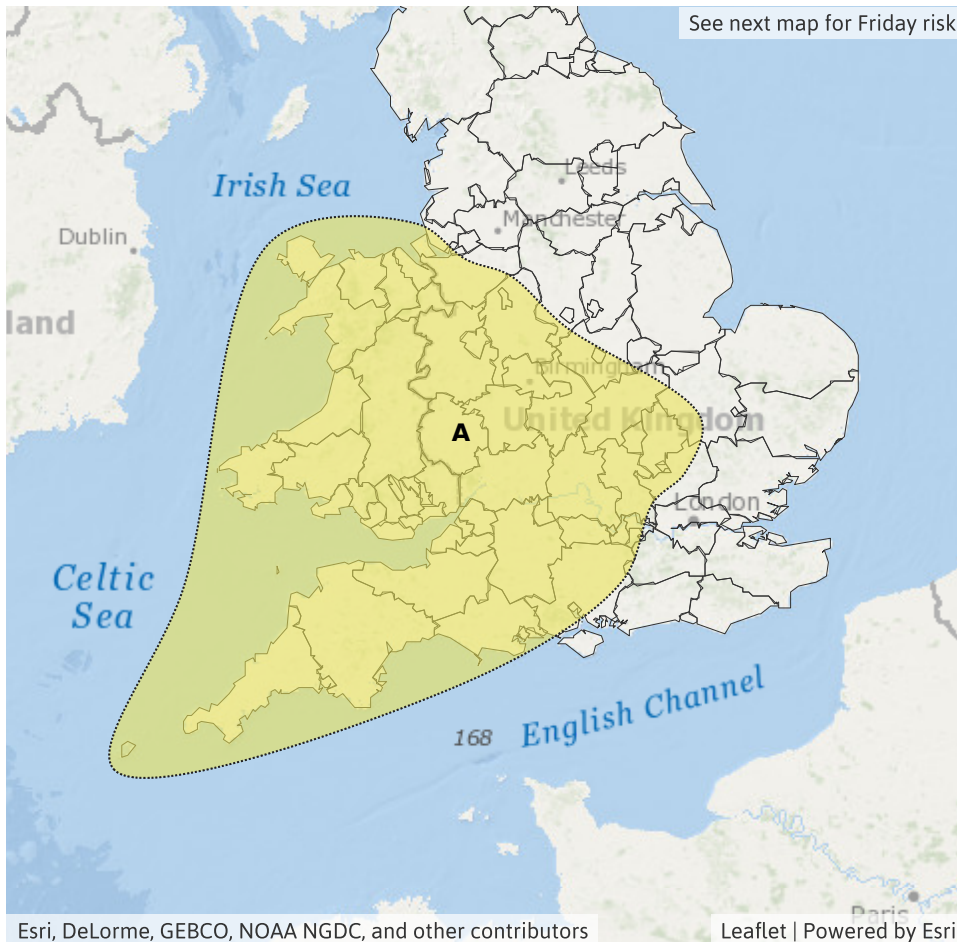 See next map for Friday risk
Leeds
Irish Sea
Manchester
Dublin
land
Birmingham
United Kingdom
A
London
Celtic
Sea
English Channel
168
Paris
Esri, DeLorme, GEBCO, NOAA NGDC, and other contributors
Leaflet | Powered by Esri